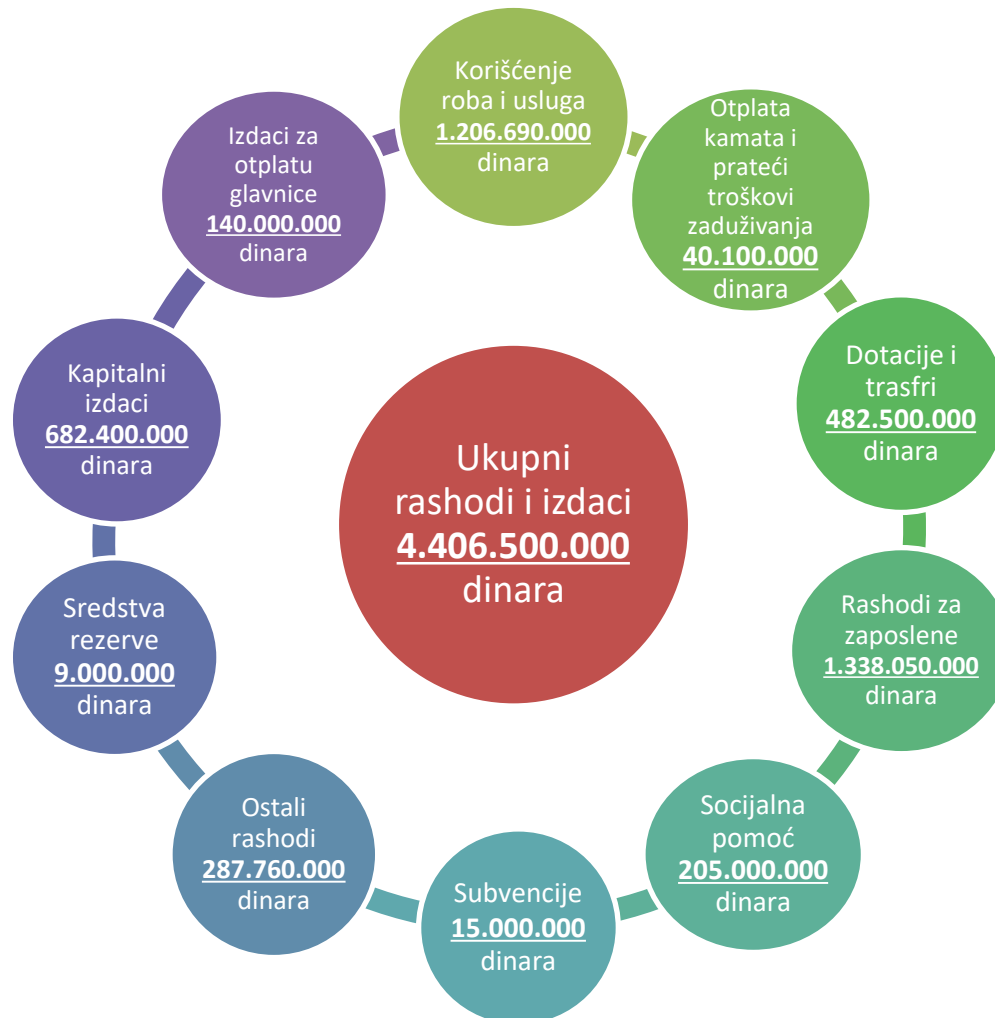 Korišćenje
roba i usluga
1.206.690.000
dinara
Otplata
kamata i
prateći
troškovi
zaduživanja
40.100.000
dinara
Dotacije i
trasfri
482.500.000
dinara
Rashodi za
zaposlene
1.338.050.000
dinara
Socijalna
pomoć
205.000.000
dinara
Subvencije
15.000.000
dinara
Ostali
rashodi
287.760.000
dinara
Sredstva
rezerve
9.000.000
dinara
Kapitalni
izdaci
682.400.000
dinara
Izdaci za
otplatu
glavnice
140.000.000
dinara
Ukupni
rashodi i izdaci
4.406.500.000
dinara